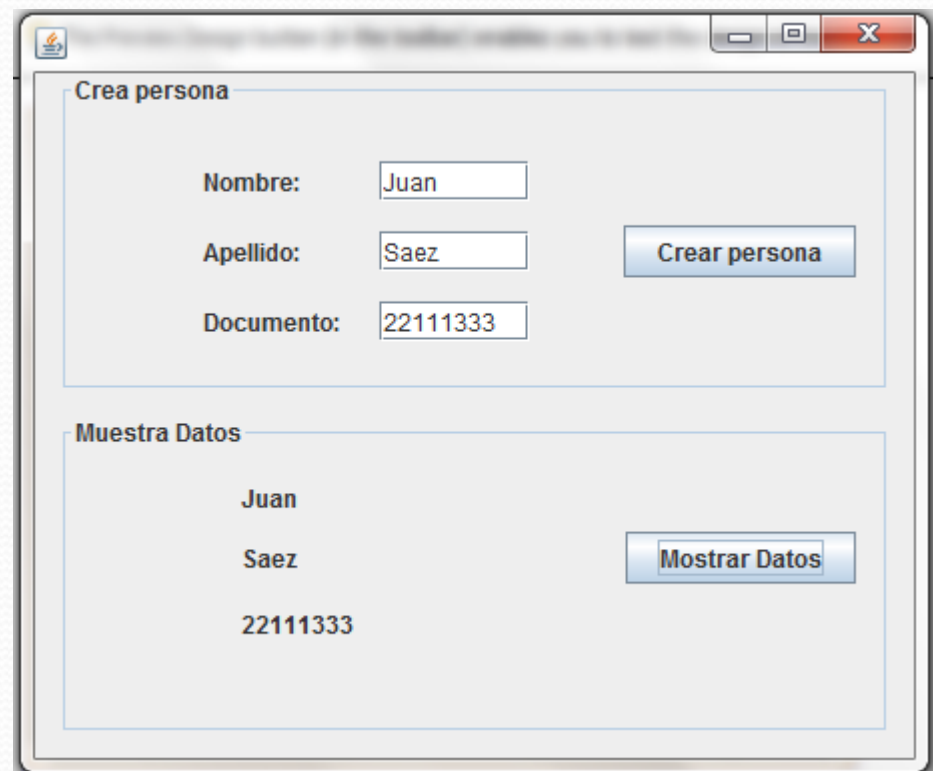 Crea persona
Nombre: Juan
Apellido: Saez Crear persona
Documento: 22111333
Muestra Datos
Juan
Saez Mostrar Datos
22111333